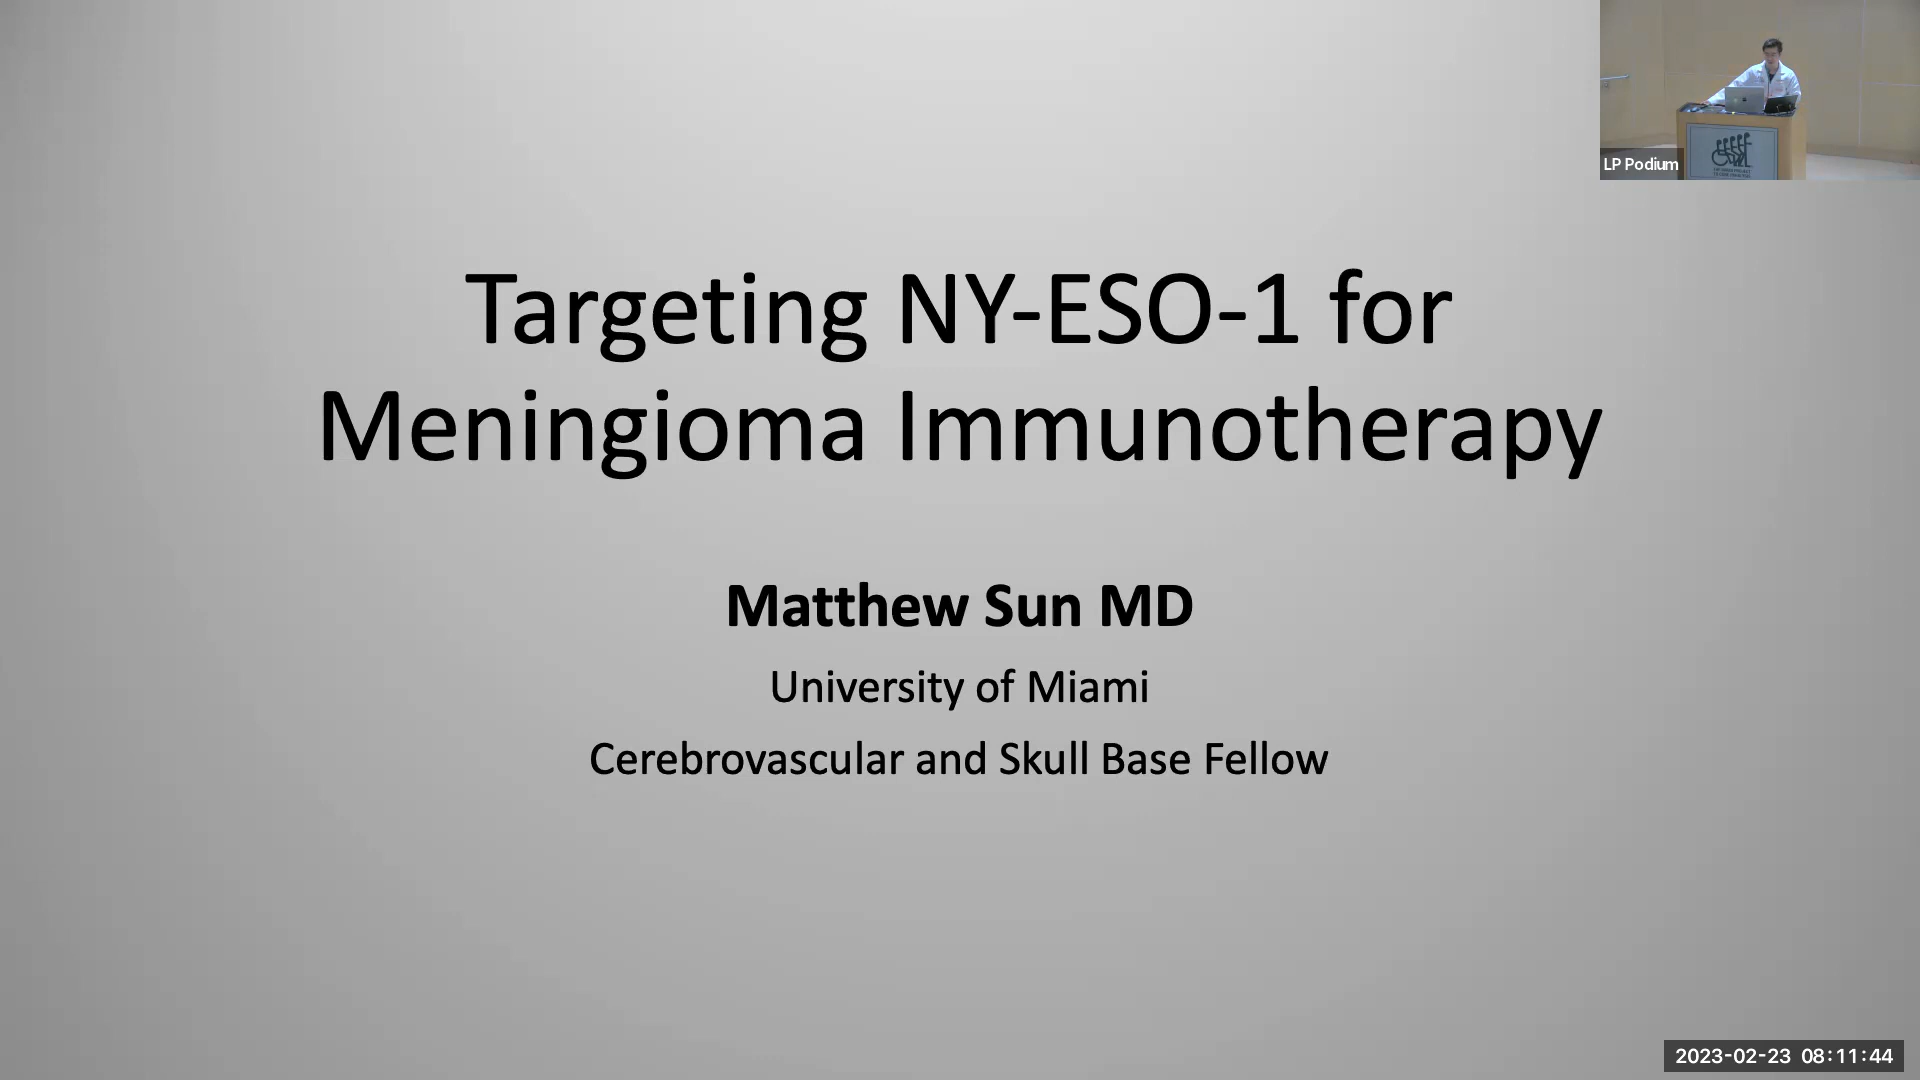 LP Podium
Targeting NY-ESO-1 for
Meningioma Immunotherapy
Matthew Sun MD
University of Miami
Cerebrovascular and Skull Base Fellow
2023-02-23 08:11:44